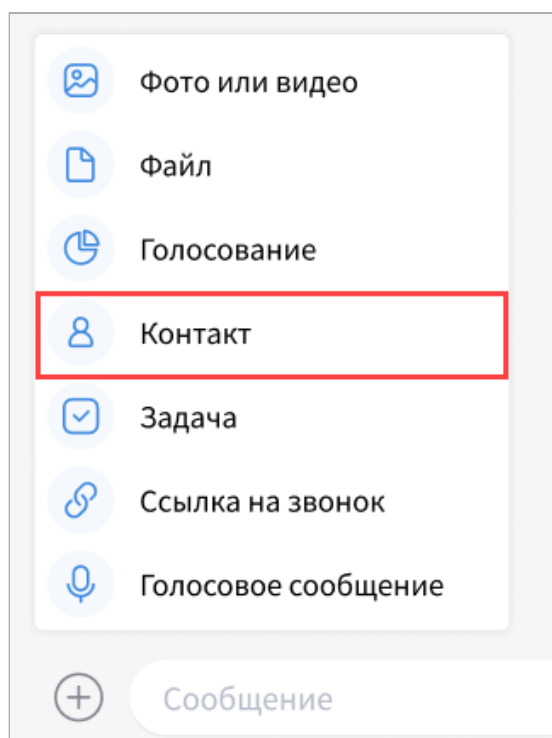 Фото или видео
Файл
Голосование
Контакт
Задача
Ссылка на звонок
Голосовое сообщение
Сообщение